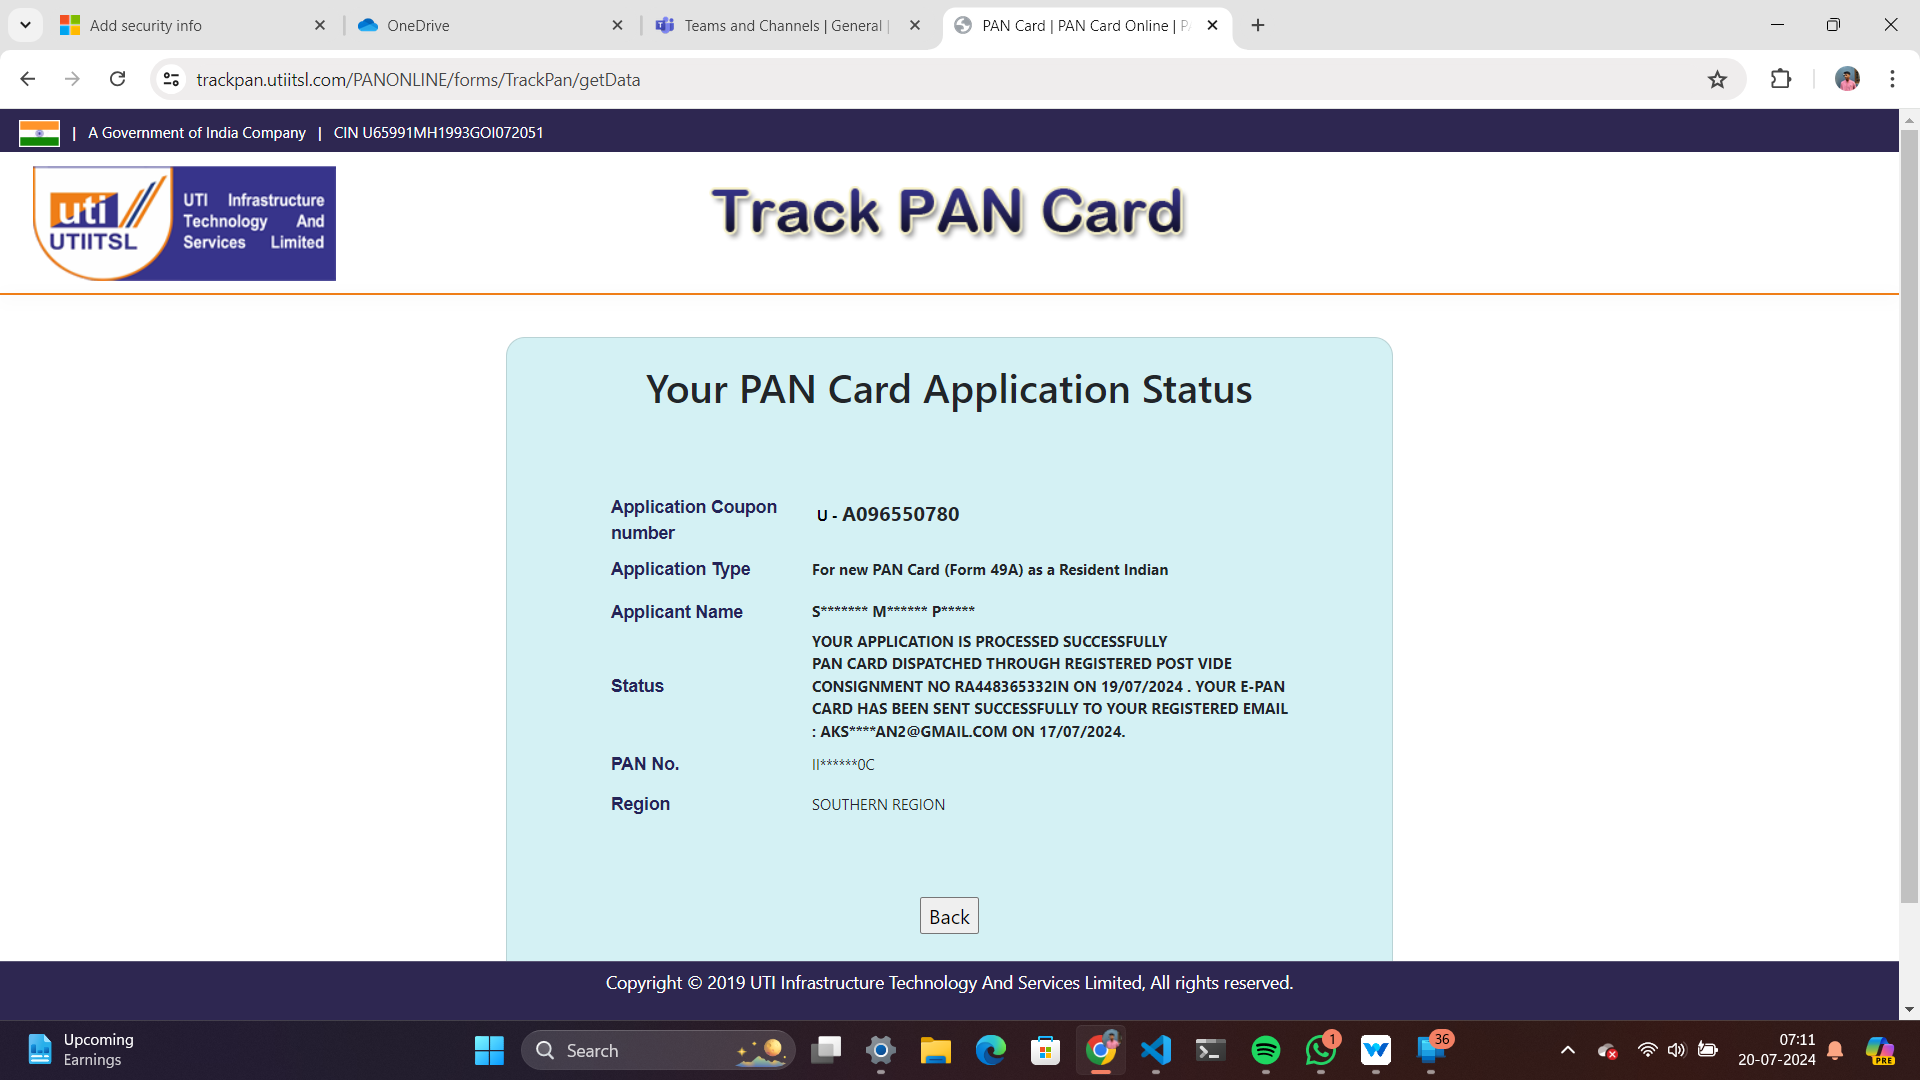 Add security info
OneDrive
Teams and Channels | General |
PAN Card | PAN Card Online | P
trackpan.utiitsl.com/PANONLINE/forms/TrackPan/getData
| A Government of India Company | CIN U65991MH1993GOI072051
uti
UTIITSL
UTI Infrastructure
Technology And
Services Limited
Track PAN Card
Your PAN Card Application Status
Application Coupon
number
U - A096550780
Application Type
For new PAN Card (Form 49A) as a Resident Indian
Applicant Name
S******* M****** P*****
Status
YOUR APPLICATION IS PROCESSED SUCCESSFULLY
PAN CARD DISPATCHED THROUGH REGISTERED POST VIDE
CONSIGNMENT NO RA448365332IN ON 19/07/2024 . YOUR E-PAN
CARD HAS BEEN SENT SUCCESSFULLY TO YOUR REGISTERED EMAIL
: AKS****AN2@GMAIL.COM ON 17/07/2024.
PAN No.
II******0C
Region
SOUTHERN REGION
Back
Copyright © 2019 UTI Infrastructure Technology And Services Limited, All rights reserved.
Upcoming
Earnings
Search
1
36
07:11
20-07-2024
PRE